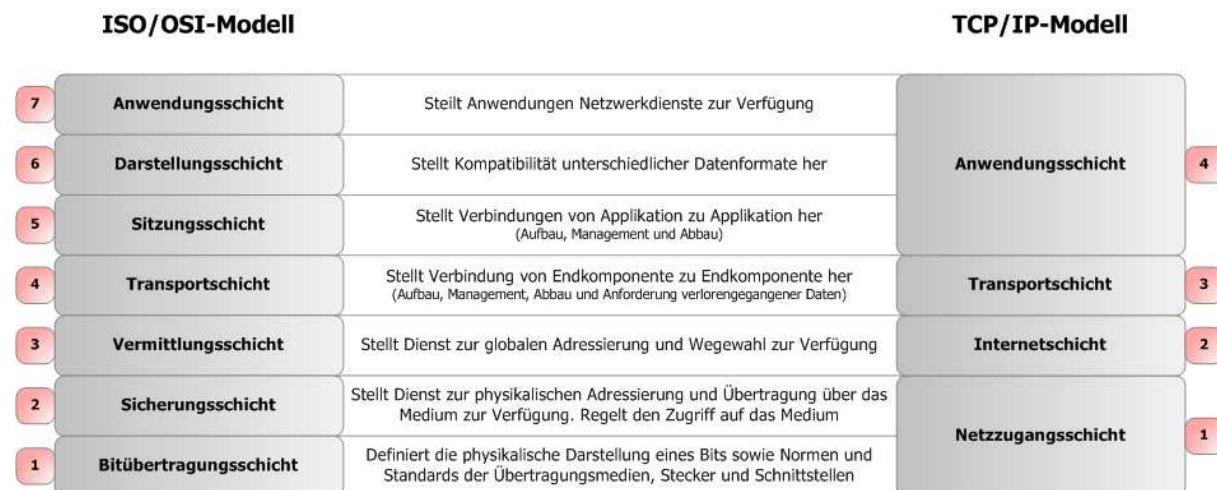 ISO/OSI-Modell
TCP/IP-Modell
7
Anwendungsschicht
Steilt Anwendungen Netzwerkdienste zur Verfügung
6
Darstellungsschicht
Stellt Kompatibilität unterschiedlicher Datenformate her
Anwendungsschicht
4
5
Sitzungsschicht
Stellt Verbindungen von Applikation zu Applikation her
(Aufbau, Management und Abbau)
4
Transportschicht
Stellt Verbindung von Endkomponente zu Endkomponente her
(Aufbau, Management, Abbau und Anforderung verlorengegangener Daten)
Transportschicht
3
3
Vermittlungsschicht
Stellt Dienst zur globalen Adressierung und Wegewahl zur Verfügung
Internetschicht
2
2
Sicherungsschicht
Stellt Dienst zur physikalischen Adressierung und Übertragung über das
Medium zur Verfügung. Regelt den Zugriff auf das Medium
Netzzugangsschicht
1
1
Bitübertragungsschicht
Definiert die physikalische Darstellung eines Bits sowie Normen und
Standards der Übertragungsmedien, Stecker und Schnittstellen